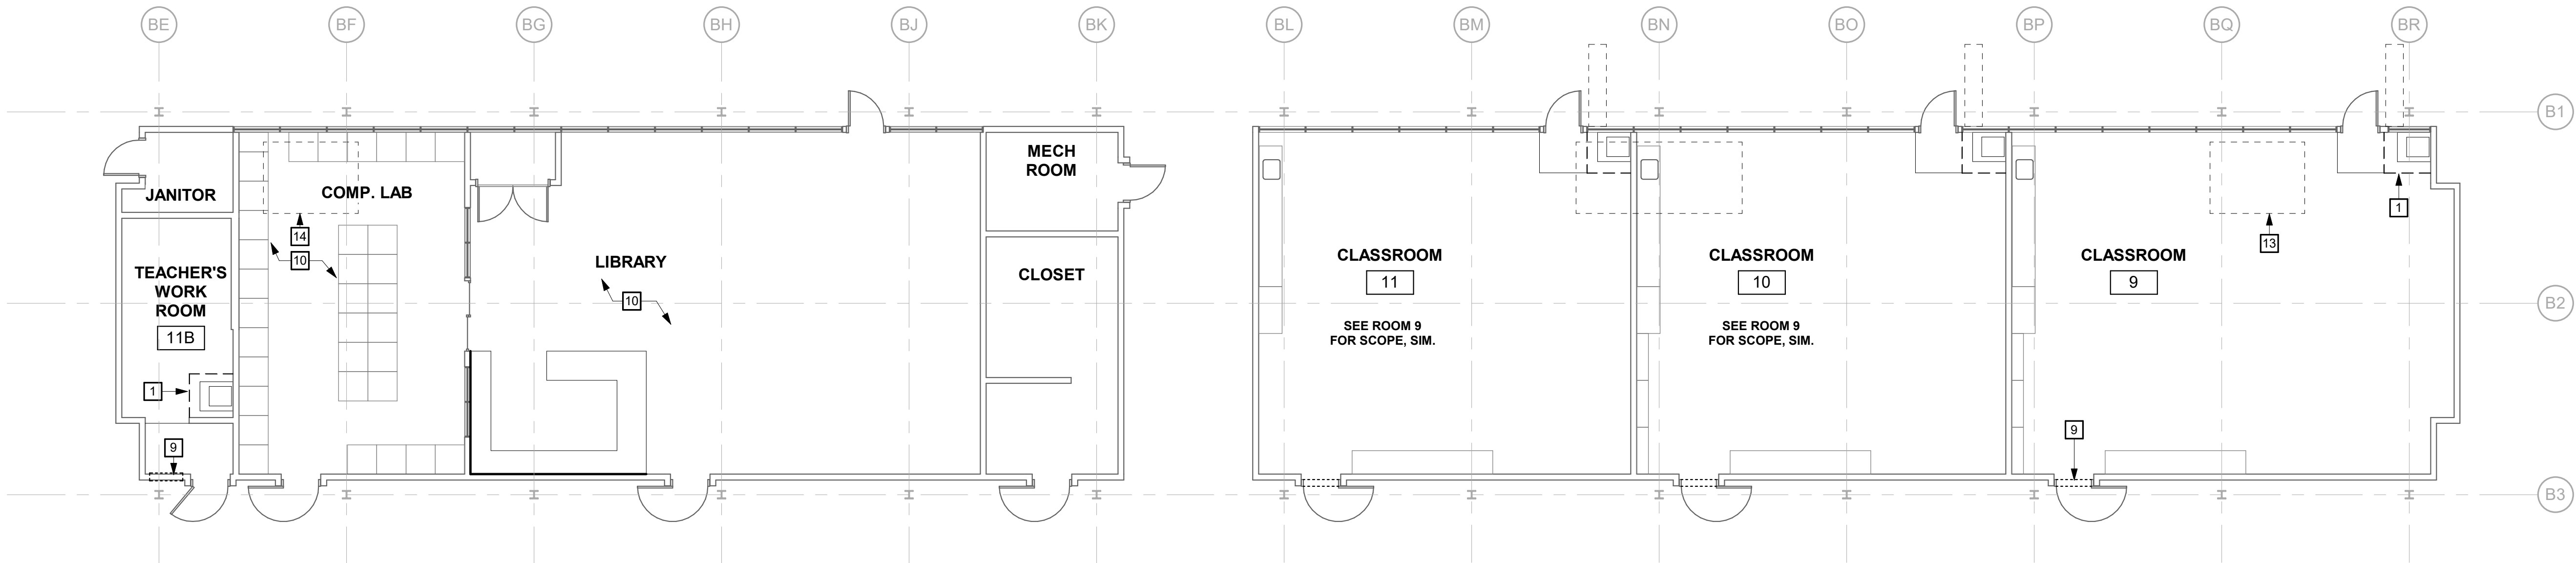 BE BF BG BH BJ BK BL BM BN BO BP BQ BR
B1
MECH
ROOM
JANITOR
COMP. LAB
1
14
13
10
LIBRARY
CLASSROOM
11
CLASSROOM
10
CLASSROOM
9
TEACHER'S
WORK
ROOM
11B
CLOSET
10
B2
SEE ROOM 9
FOR SCOPE, SIM.
SEE ROOM 9
FOR SCOPE, SIM.
1
9
9
B3